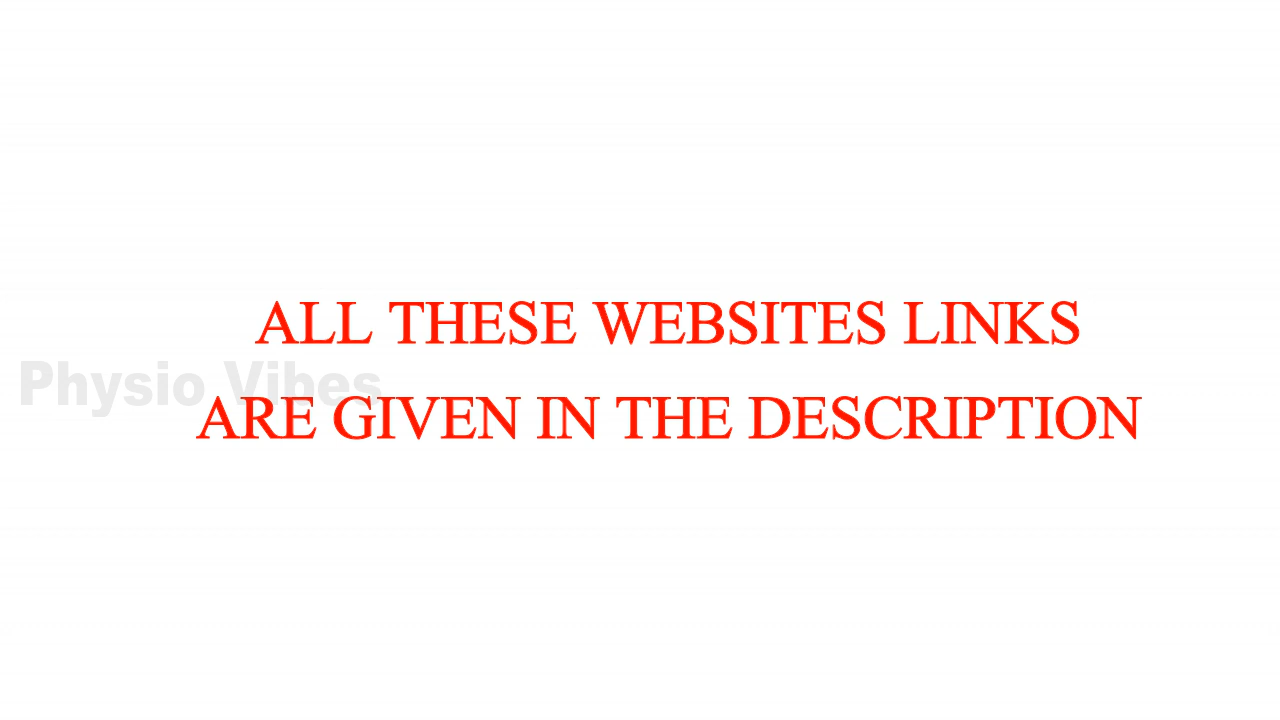 ALL THESE WEBSITES LINKS
Physio Vibes
ARE GIVEN IN THE DESCRIPTION